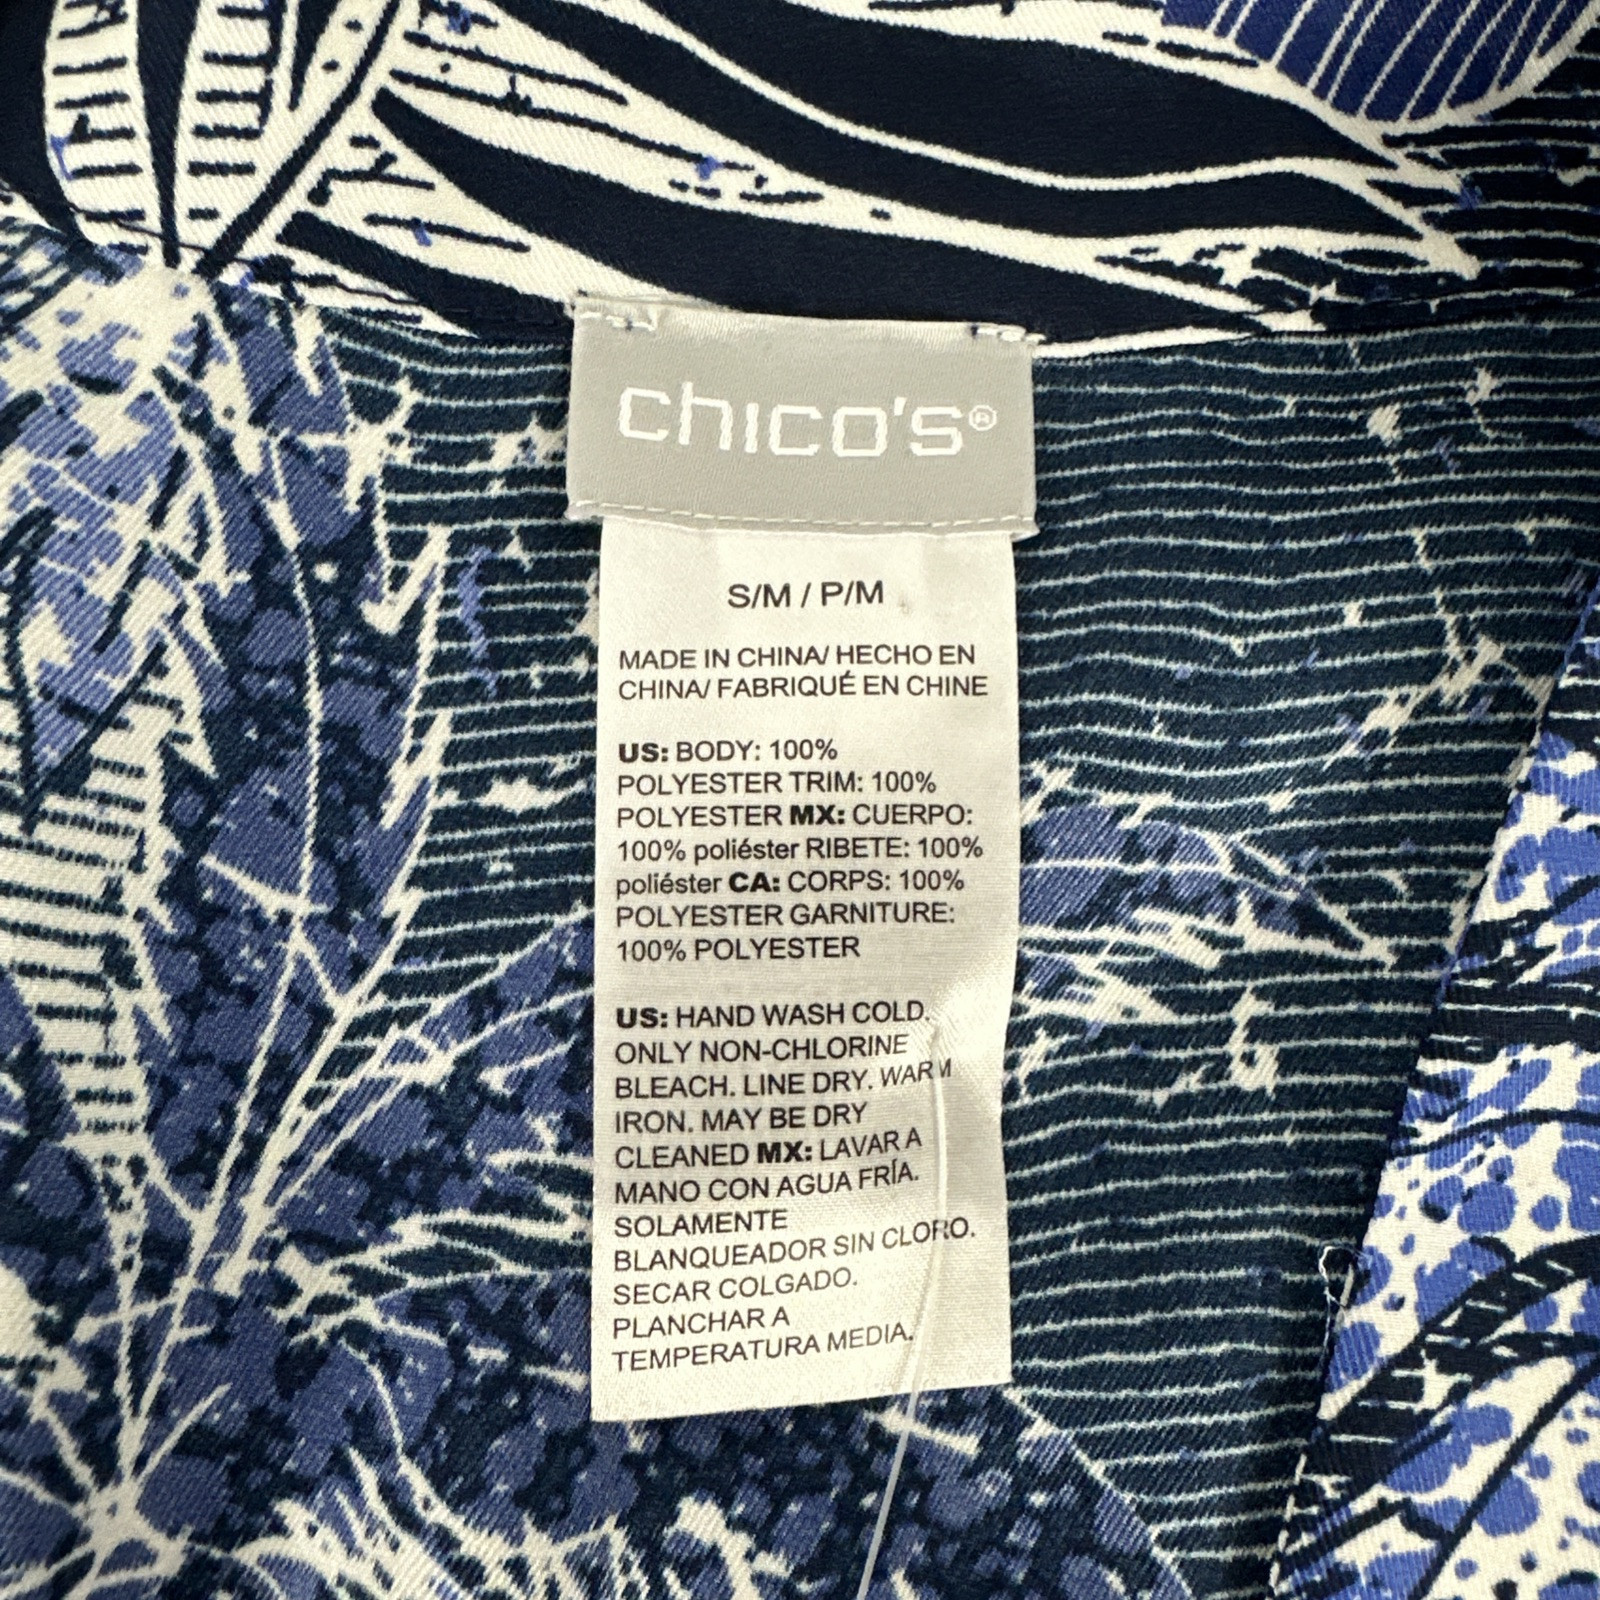 chico's®
S/M / P/M
MADE IN CHINA/ HECHO EN
CHINA/ FABRIQUÉ EN CHINE
US: BODY: 100%
POLYESTER TRIM: 100%
POLYESTER MX: CUERPO:
100% poliéster RIBETE: 100%
poliéster CA: CORPS: 100%
POLYESTER GARNITURE:
100% POLYESTER
US: HAND WASH COLD.
ONLY NON-CHLORINE
BLEACH. LINE DRY. WARM
IRON. MAY BE DRY
CLEANED MX: LAVAR A
MANO CON AGUA FRÍA.
SOLAMENTE
BLANQUEADOR SIN CLORO.
SECAR COLGADO.
PLANCHAR A
TEMPERATURA MEDIA.